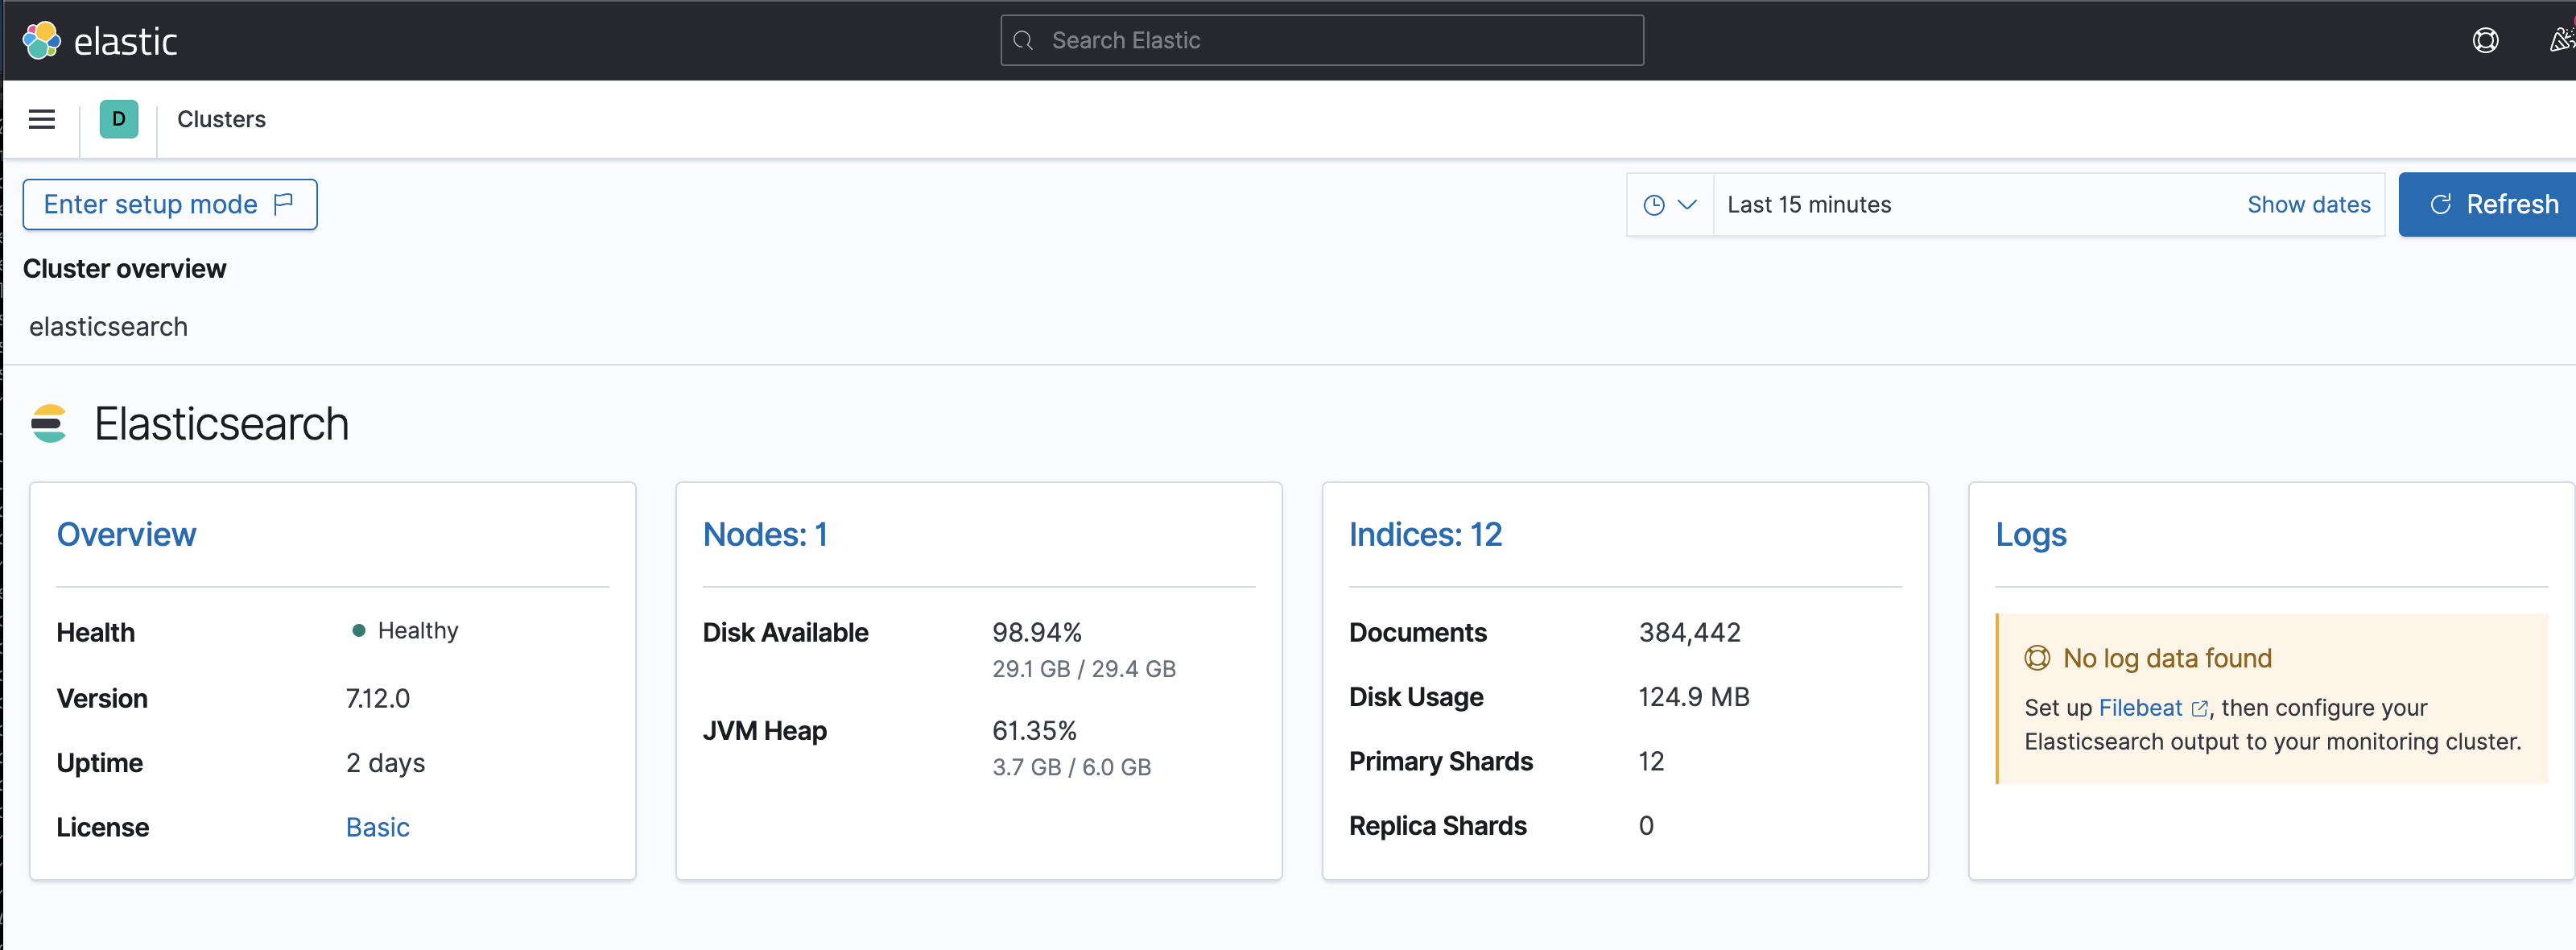 elastic
Search Elastic
D
Clusters
Enter setup mode
Last 15 minutes
Show dates
Refresh
Cluster overview
elasticsearch
Elasticsearch
Overview
Health
Healthy
Version
7.12.0
Uptime
2 days
License
Basic
Nodes: 1
Disk Available
98.94%
29.1 GB / 29.4 GB
JVM Heap
61.35%
3.7 GB / 6.0 GB
Indices: 12
Documents
384,442
Disk Usage
124.9 MB
Primary Shards
12
Replica Shards
0
Logs
No log data found
Set up Filebeat , then configure your
Elasticsearch output to your monitoring cluster.